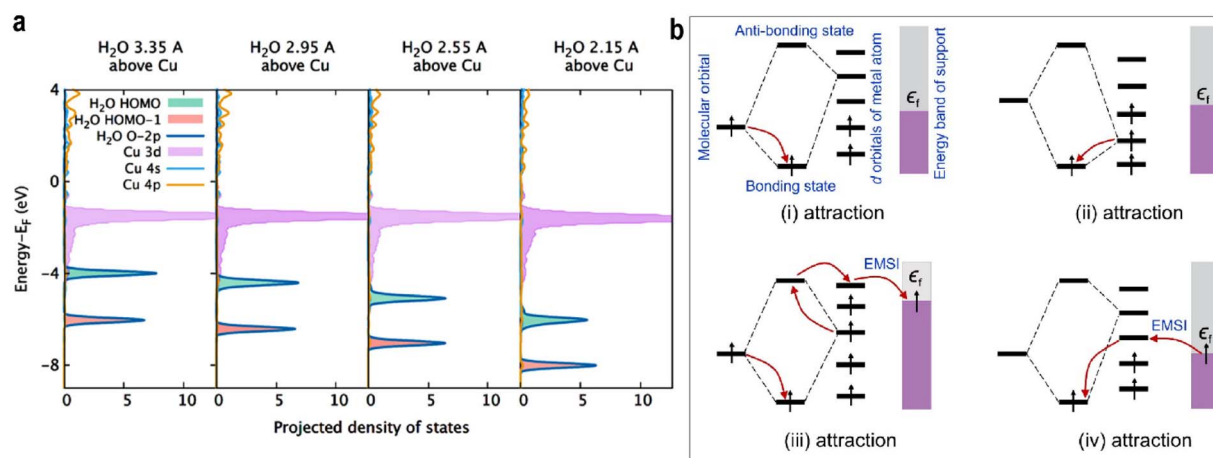 a
H₂O 3.35 A
above Cu
H₂O 2.95 A
above Cu
H₂O 2.55 A
above Cu
H₂O 2.15 A
above Cu
H₂O HOMO
H₂O HOMO-1
H₂O O-2p
Cu 3d
Cu 4s
Cu 4p
Energy-E_F (eV)
4
0
-4
-8
0 5 10
0 5 10
0 5 10
0 5 10
Projected density of states
b
Anti-bonding state
Molecular orbital
Bonding state
d orbitals of metal atom
Energy band of support
ϵf
(i) attraction
ϵf
(ii) attraction
EMSI
ϵf
(iii) attraction
EMSI
ϵf
(iv) attraction